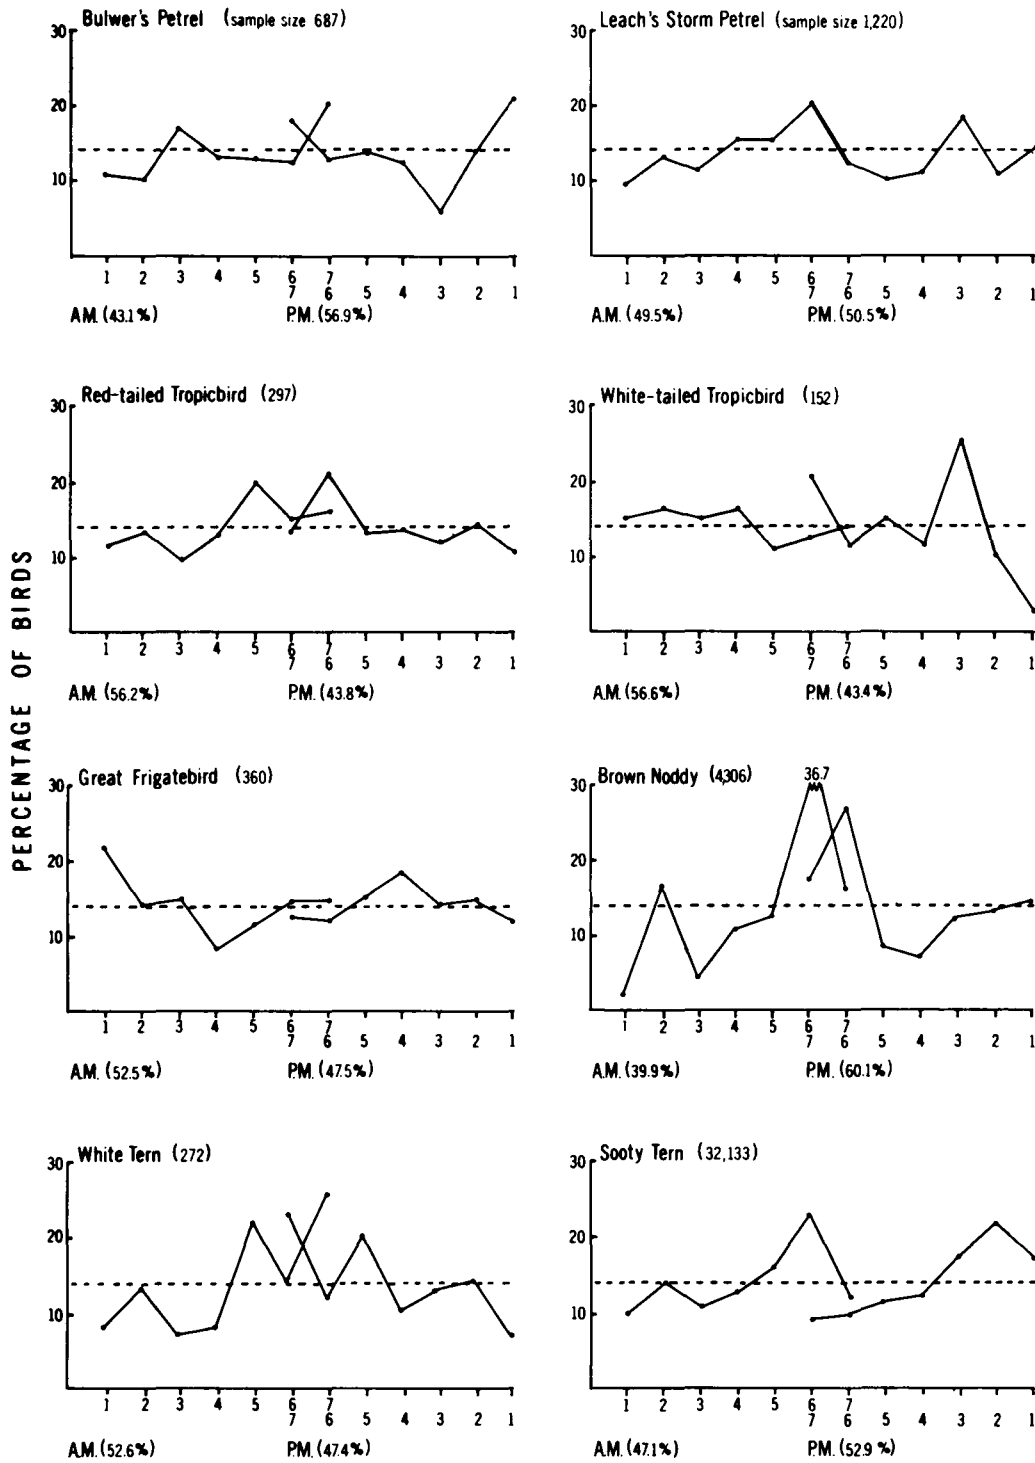 PERCENTAGE OF BIRDS
Bulwer's Petrel (sample size 687)
30
20
10
1 2 3 4 5 6 7 5 4 3 2 1
7 6
A.M. (43.1%) P.M. (56.9%)
Leach's Storm Petrel (sample size 1,220)
30
20
10
1 2 3 4 5 6 7 5 4 3 2 1
7 6
A.M. (49.5%) P.M. (50.5%)
Red-tailed Tropicbird (297)
30
20
10
1 2 3 4 5 6 7 5 4 3 2 1
7 6
A.M. (56.2%) P.M. (43.8%)
White-tailed Tropicbird (152)
30
20
10
1 2 3 4 5 6 7 5 4 3 2 1
7 6
A.M. (56.6%) P.M. (43.4%)
Great Frigatebird (360)
30
20
10
1 2 3 4 5 6 7 5 4 3 2 1
7 6
A.M. (52.5%) P.M. (47.5%)
Brown Noddy (4,306) 36.7
30
20
10
1 2 3 4 5 6 7 5 4 3 2 1
7 6
A.M. (39.9%) P.M. (60.1%)
White Tern (272)
30
20
10
1 2 3 4 5 6 7 5 4 3 2 1
7 6
A.M. (52.6%) P.M. (47.4%)
Sooty Tern (32,133)
30
20
10
1 2 3 4 5 6 7 5 4 3 2 1
7 6
A.M. (47.1%) P.M. (52.9%)